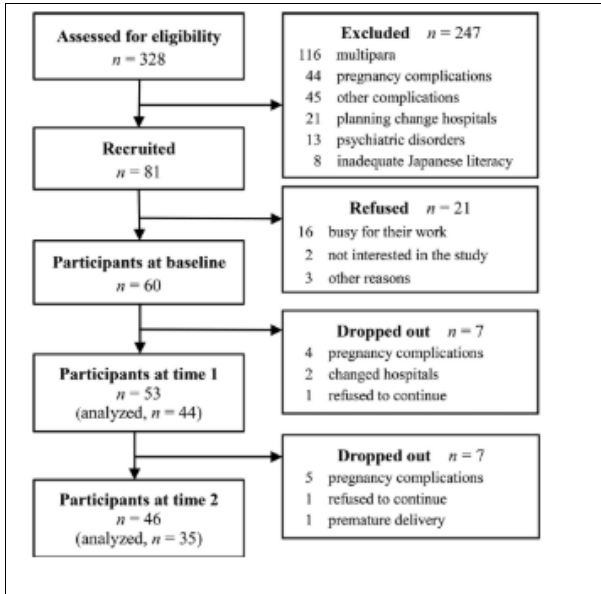 Assessed for eligibility
n = 328
Excluded n = 247
116 multipara
44 pregnancy complications
45 other complications
21 planning change hospitals
13 psychiatric disorders
8 inadequate Japanese literacy
Recruited
n = 81
Refused n = 21
16 busy for their work
2 not interested in the study
3 other reasons
Participants at baseline
n = 60
Dropped out n = 7
4 pregnancy complications
2 changed hospitals
1 refused to continue
Participants at time 1
n = 53
(analyzed, n = 44)
Dropped out n = 7
5 pregnancy complications
1 refused to continue
1 premature delivery
Participants at time 2
n = 46
(analyzed, n = 35)